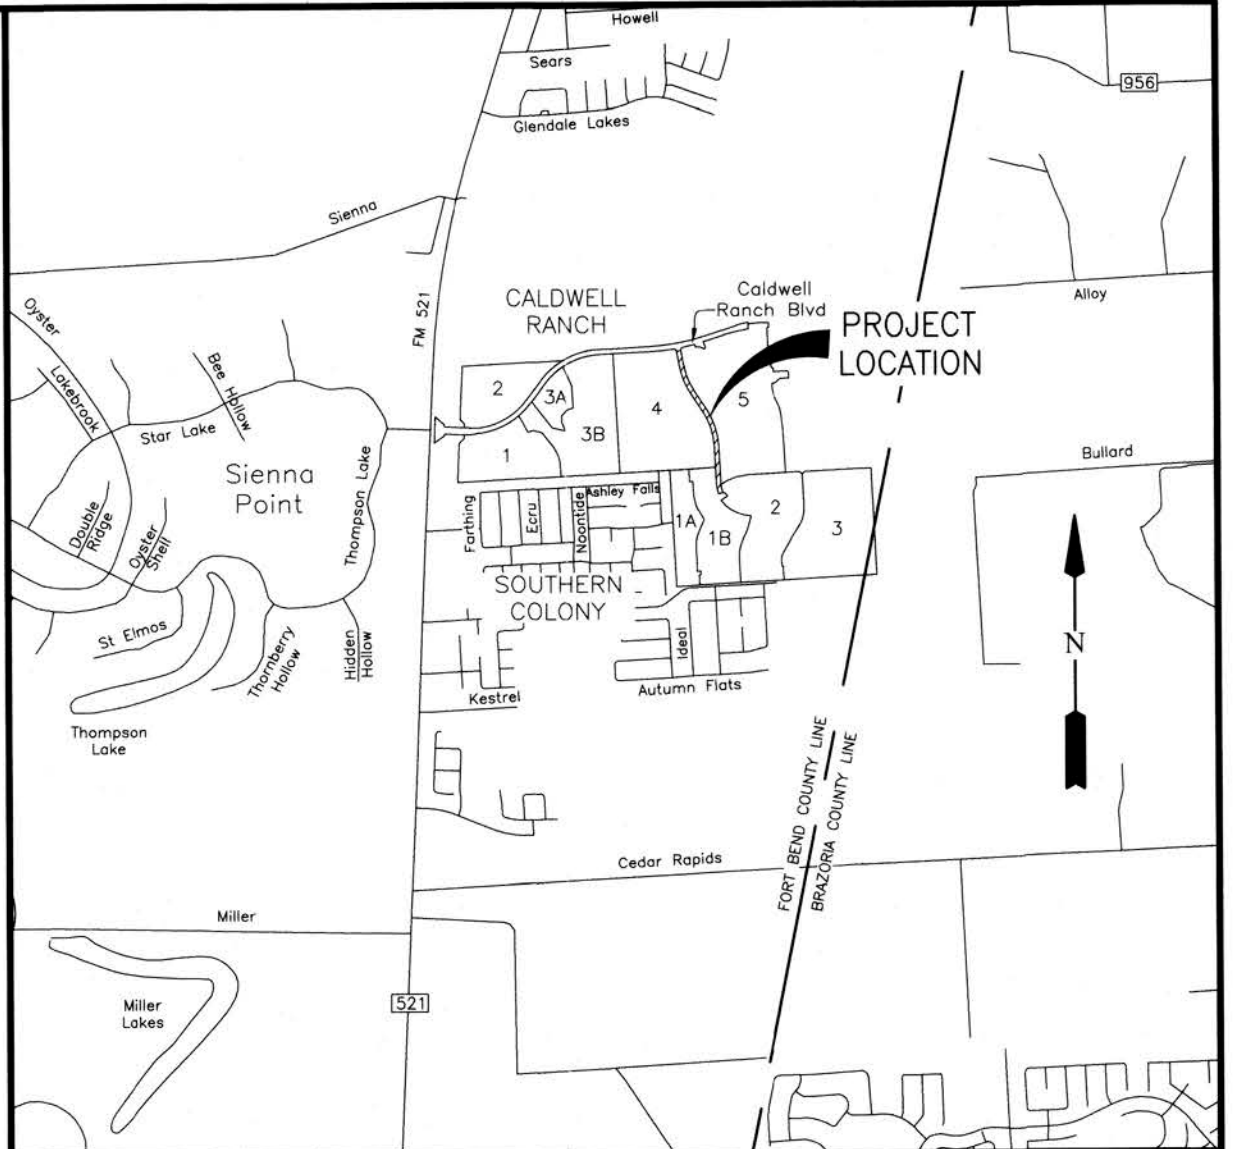 Howell
Sears
956
Glendale Lakes
Sienna
Alloy
Caldwell
Ranch Blvd
CALDWELL
RANCH
Oyster
FM 521
PROJECT
LOCATION
Bee Hollow
Lakebrook
2
3A
4
5
Star Lake
3B
1
Bullard
Sienna
Point
Thompson Lake
Ashley Falls
Farthing
Ecru
Noontide
Double
Ridge
Oyster
Shell
1A
1B
2
3
SOUTHERN
COLONY
St Elmos
Thornberry
Hollow
Hidden
Hollow
Ideal
N
Kestrel
Autumn Flats
Thompson
Lake
FORT BEND COUNTY LINE
BRAZORIA COUNTY LINE
Cedar Rapids
Miller
521
Miller
Lakes